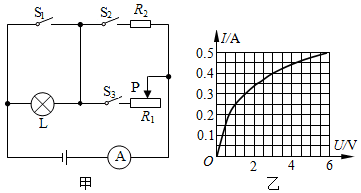 S₁
S₂ R₂
S₃ P
R₁
L
A
甲
I/A
0.5
0.4
0.3
0.2
0.1
O 2 4 6
U/V
乙